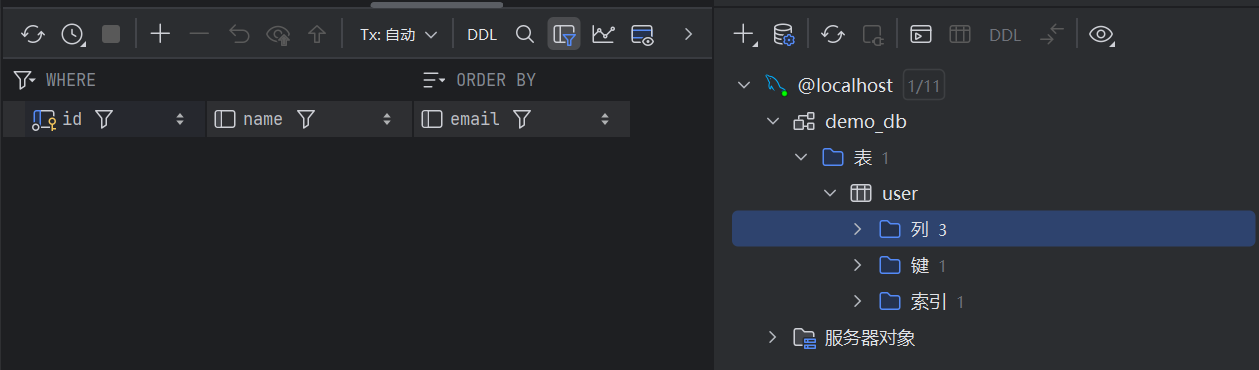 Tx: 自动 DDL
WHERE ORDER BY
id name email
DDL
@localhost 1/11
demo_db
表 1
user
列 3
键 1
索引 1
服务器对象